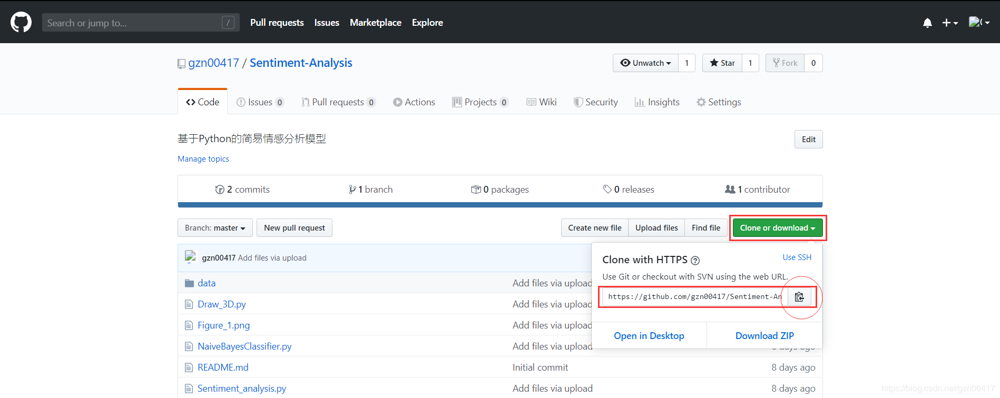 Search or jump to... /
Pull requests Issues Marketplace Explore
gzn00417 / Sentiment-Analysis
Unwatch 1 Star 1 Fork 0
Code Issues 0 Pull requests 0 Actions Projects 0 Wiki Security Insights Settings
基于Python的简易情感分析模型
Edit
Manage topics
2 commits 1 branch 0 packages 0 releases 1 contributor
Branch: master New pull request Create new file Upload files Find file Clone or download
gzn00417 Add files via upload
Clone with HTTPS Use SSH
Use Git or checkout with SVN using the web URL.
https://github.com/gzn00417/Sentiment-An
Open in Desktop Download ZIP
data Add files via upload
Draw_3D.py Add files via upload
Figure_1.png Add files via upload
NaiveBayesClassifier.py Add files via upload days ago
README.md Initial commit 8 days ago
Sentiment_analysis.py Add files via upload 8 days ago
https://blog.csdn.net/gzn00417